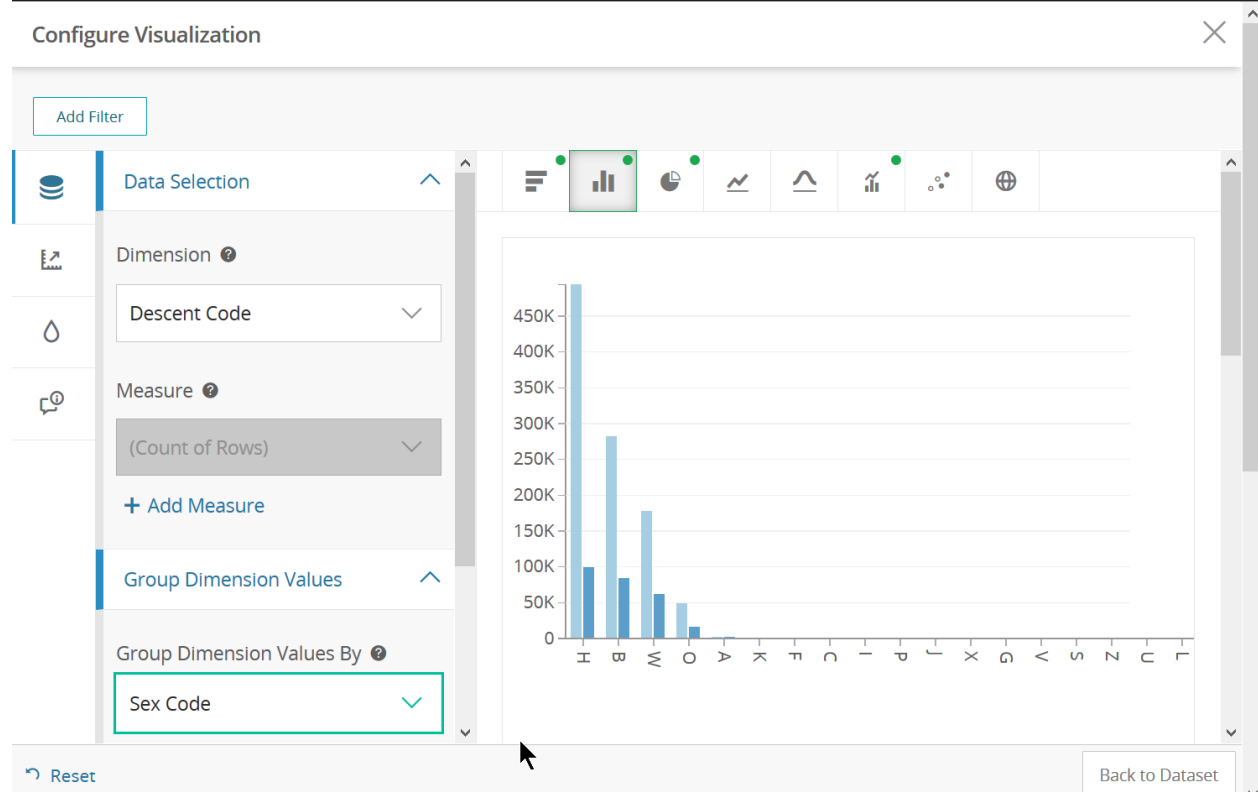 Configure Visualization
Add Filter
Data Selection
Dimension
Descent Code
Measure
(Count of Rows)
+ Add Measure
Group Dimension Values
Group Dimension Values By
Sex Code
450K
400K
350K
300K
250K
200K
150K
100K
50K
0
H B W O A K F C I P J X G V S Z U L
Reset
Back to Dataset